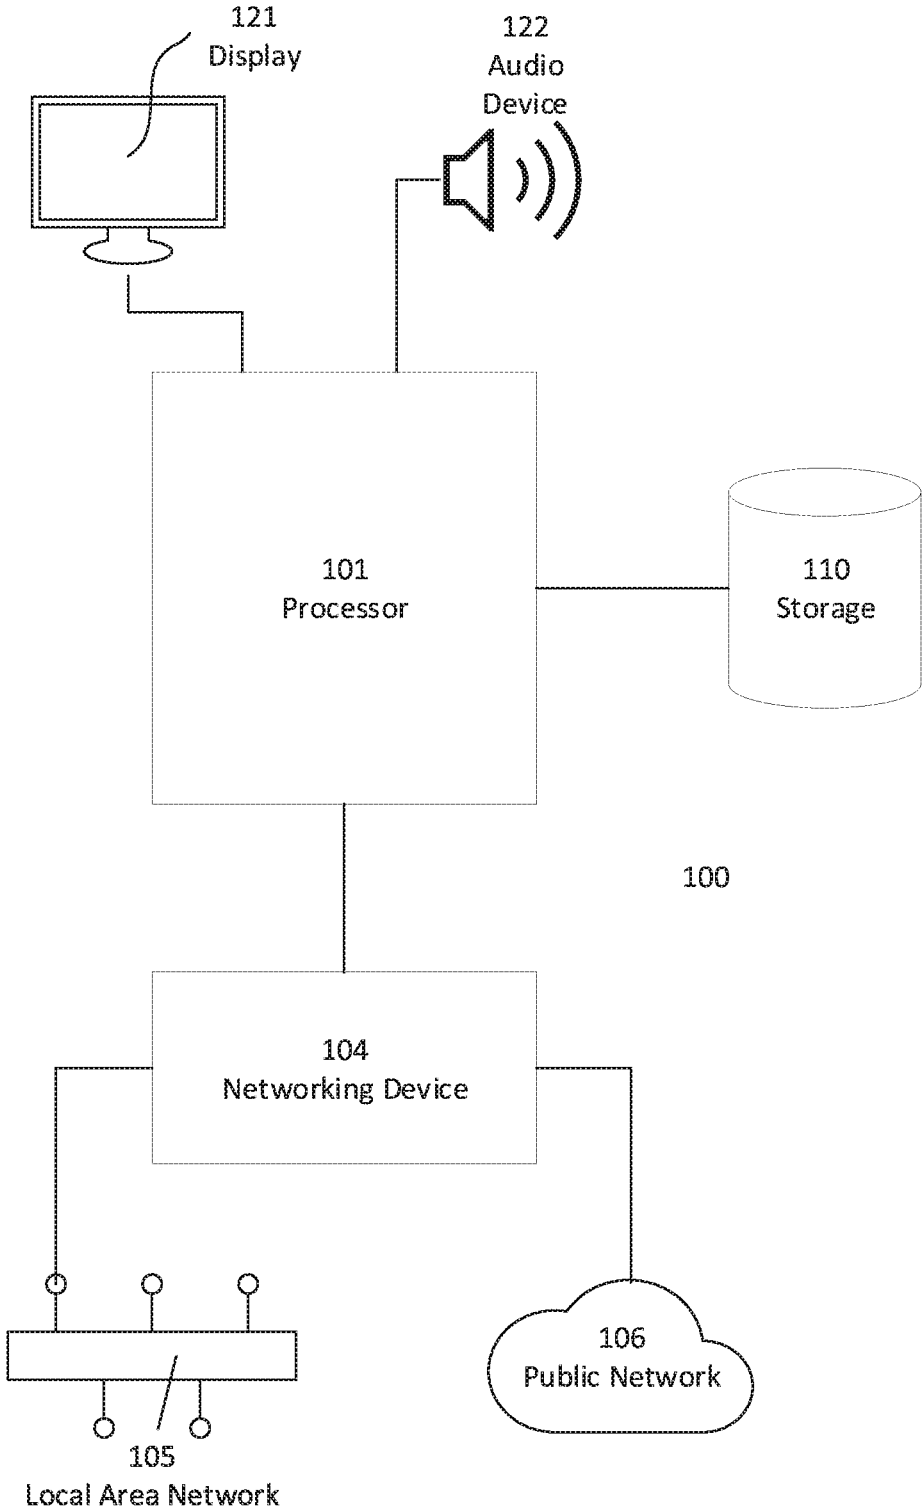 121
Display
122
Audio
Device
101
Processor
110
Storage
100
104
Networking Device
106
Public Network
105
Local Area Network